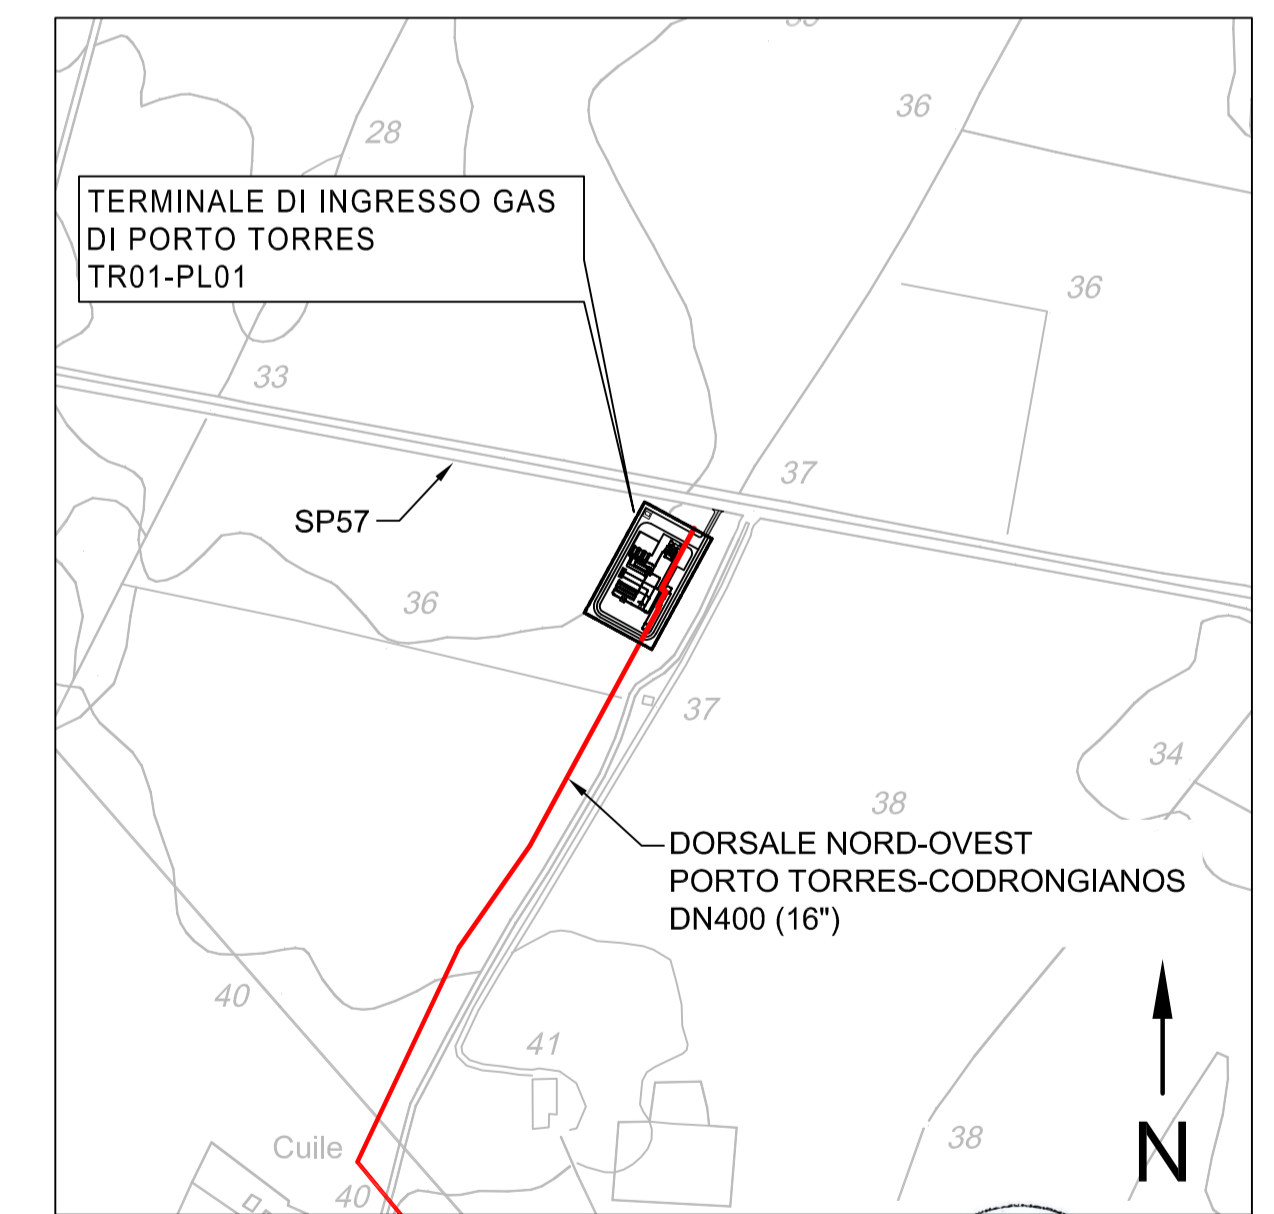 36
28
TERMINALE DI INGRESSO GAS
DI PORTO TORRES
TR01-PL01
36
33
37
SP57
36
37
34
38
DORSALE NORD-OVEST
PORTO TORRES-CODRONGIANOS
DN400 (16")
40
41
38
Cuile
40
N